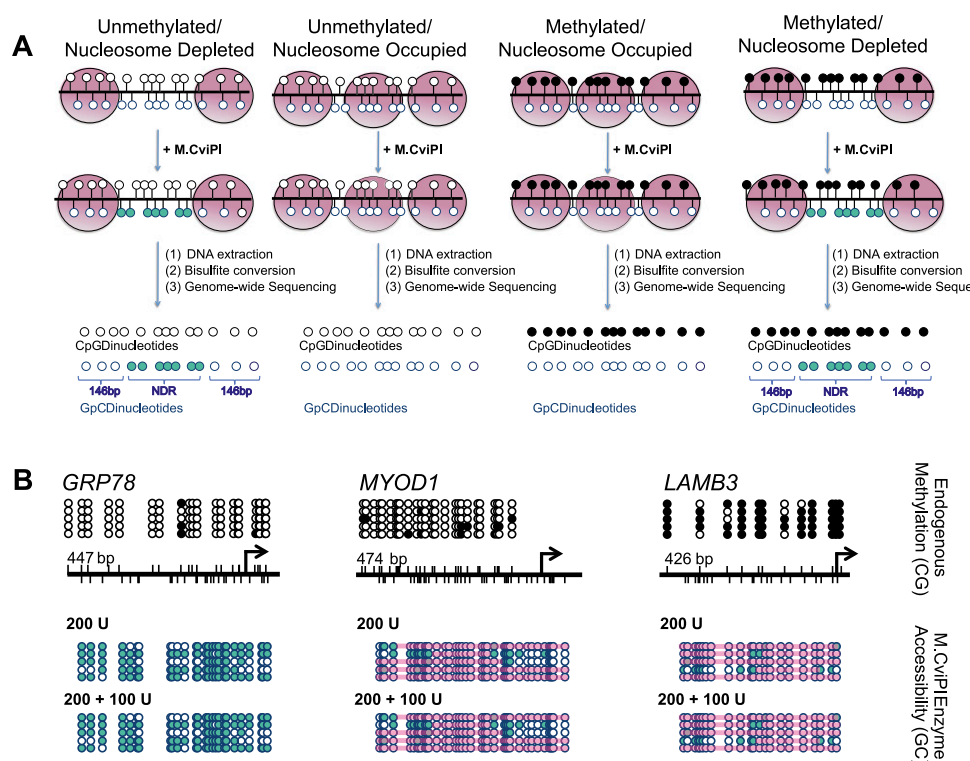 A
Unmethylated/
Nucleosome Depleted
Unmethylated/
Nucleosome Occupied
Methylated/
Nucleosome Occupied
Methylated/
Nucleosome Depleted
+ M.CviPI
+ M.CviPI
+ M.CviPI
+ M.CviPI
(1) DNA extraction
(2) Bisulfite conversion
(3) Genome-wide Sequencing
(1) DNA extraction
(2) Bisulfite conversion
(3) Genome-wide Sequencing
(1) DNA extraction
(2) Bisulfite conversion
(3) Genome-wide Sequencing
(1) DNA extraction
(2) Bisulfite conversion
(3) Genome-wide Seque
CpGDinucleotides
CpGDinucleotides
CpGDinucleotides
CpGDinucleotides
146bp NDR 146bp
146bp NDR 146bp
GpCDinucleotides
GpCDinucleotides
GpCDinucleotides
GpCDinucleotides
B
GRP78
MYOD1
LAMB3
447 bp
474 bp
426 bp
Endogenous
Methylaton (CG)
200 U
200 U
200 U
200 + 100 U
200 + 100 U
200 + 100 U
M.CviPIEnzyme
Accessibility (GC)